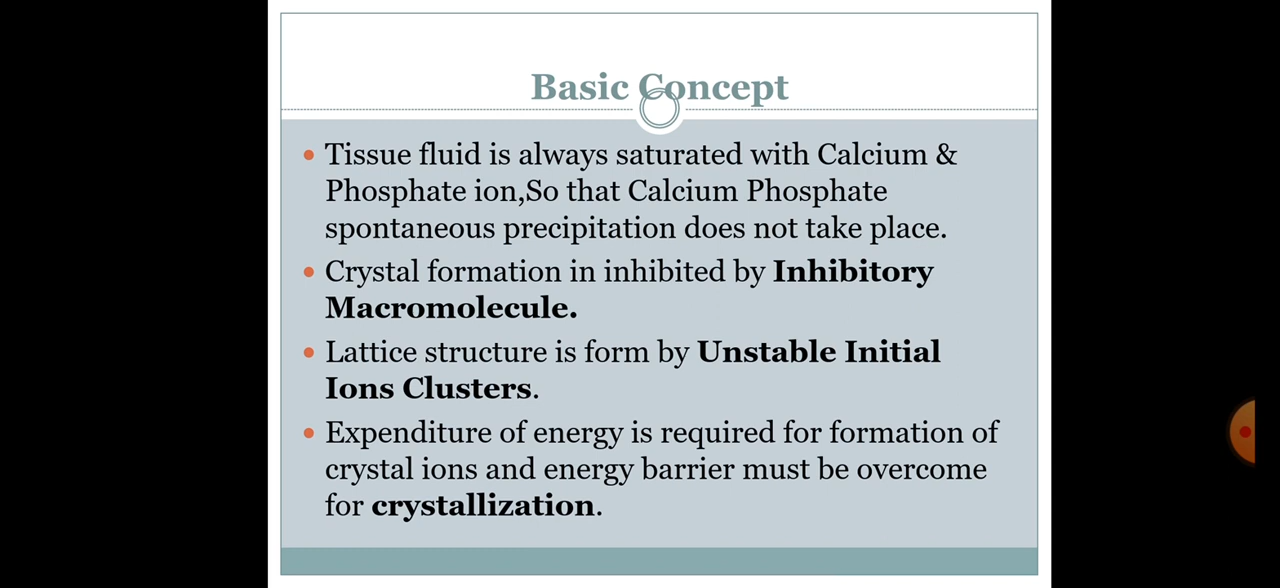 Basic Concept
Tissue fluid is always saturated with Calcium &
Phosphate ion,So that Calcium Phosphate
spontaneous precipitation does not take place.
Crystal formation in inhibited by Inhibitory
Macromolecule.
Lattice structure is form by Unstable Initial
Ions Clusters.
Expenditure of energy is required for formation of
crystal ions and energy barrier must be overcome
for crystallization.